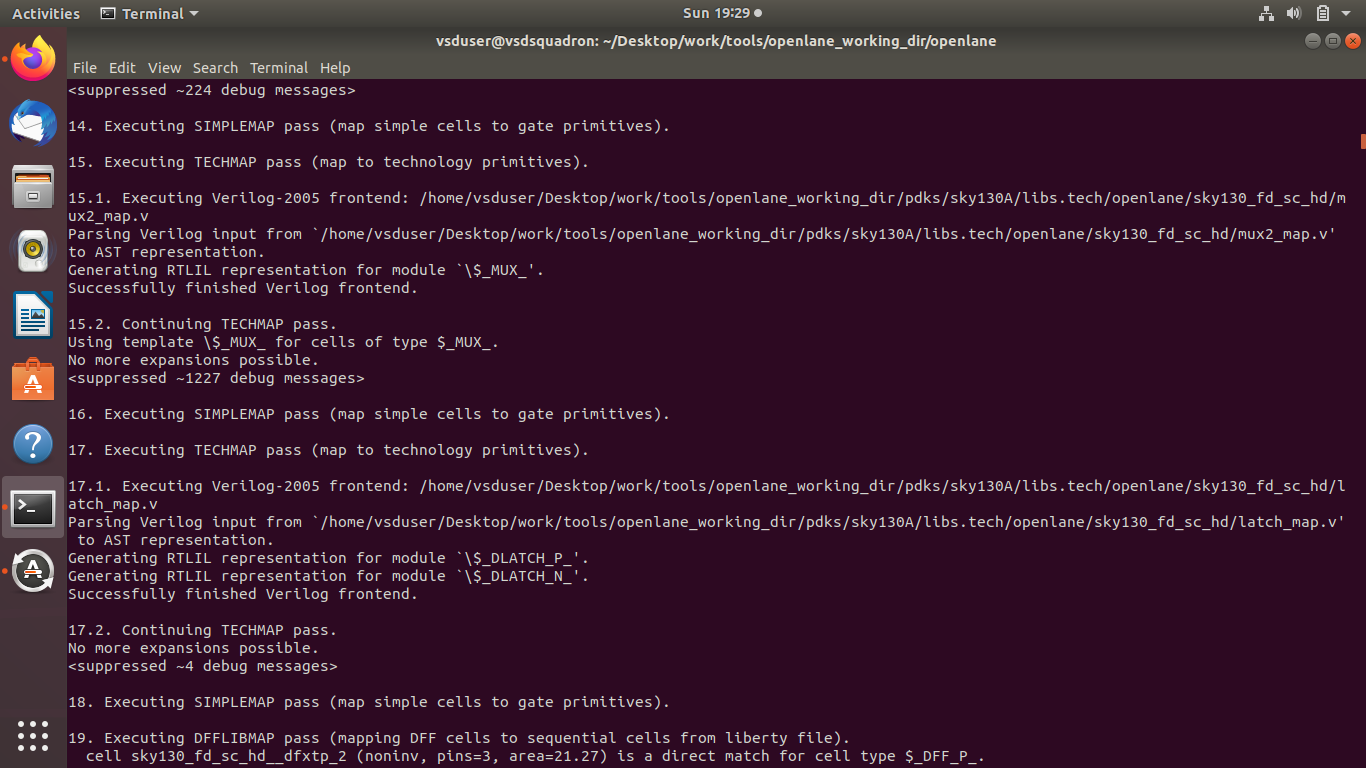 Activities Terminal Sun 19:29
vsduser@vsdsquadron: ~/Desktop/work/tools/openlane_working_dir/openlane
File Edit View Search Terminal Help
<suppressed ~224 debug messages>
14. Executing SIMPLEMAP pass (map simple cells to gate primitives).
15. Executing TECHMAP pass (map to technology primitives).
15.1. Executing Verilog-2005 frontend: /home/vsduser/Desktop/work/tools/openlane_working_dir/pdks/sky130A/libs.tech/openlane/sky130_fd_sc_hd/m
ux2_map.v
Parsing Verilog input from `/home/vsduser/Desktop/work/tools/openlane_working_dir/pdks/sky130A/libs.tech/openlane/sky130_fd_sc_hd/mux2_map.v'
to AST representation.
Generating RTLIL representation for module `\$_MUX_'.
Successfully finished Verilog frontend.
15.2. Continuing TECHMAP pass.
Using template \$_MUX_ for cells of type $_MUX_.
No more expansions possible.
<suppressed ~1227 debug messages>
16. Executing SIMPLEMAP pass (map simple cells to gate primitives).
17. Executing TECHMAP pass (map to technology primitives).
17.1. Executing Verilog-2005 frontend: /home/vsduser/Desktop/work/tools/openlane_working_dir/pdks/sky130A/libs.tech/openlane/sky130_fd_sc_hd/l
atch_map.v
Parsing Verilog input from `/home/vsduser/Desktop/work/tools/openlane_working_dir/pdks/sky130A/libs.tech/openlane/sky130_fd_sc_hd/latch_map.v'
 to AST representation.
Generating RTLIL representation for module `\$_DLATCH_P_'.
Generating RTLIL representation for module `\$_DLATCH_N_'.
Successfully finished Verilog frontend.
17.2. Continuing TECHMAP pass.
No more expansions possible.
<suppressed ~4 debug messages>
18. Executing SIMPLEMAP pass (map simple cells to gate primitives).
19. Executing DFFLIBMAP pass (mapping DFF cells to sequential cells from liberty file).
  cell sky130_fd_sc_hd__dfxtp_2 (noninv, pins=3, area=21.27) is a direct match for cell type $_DFF_P_.